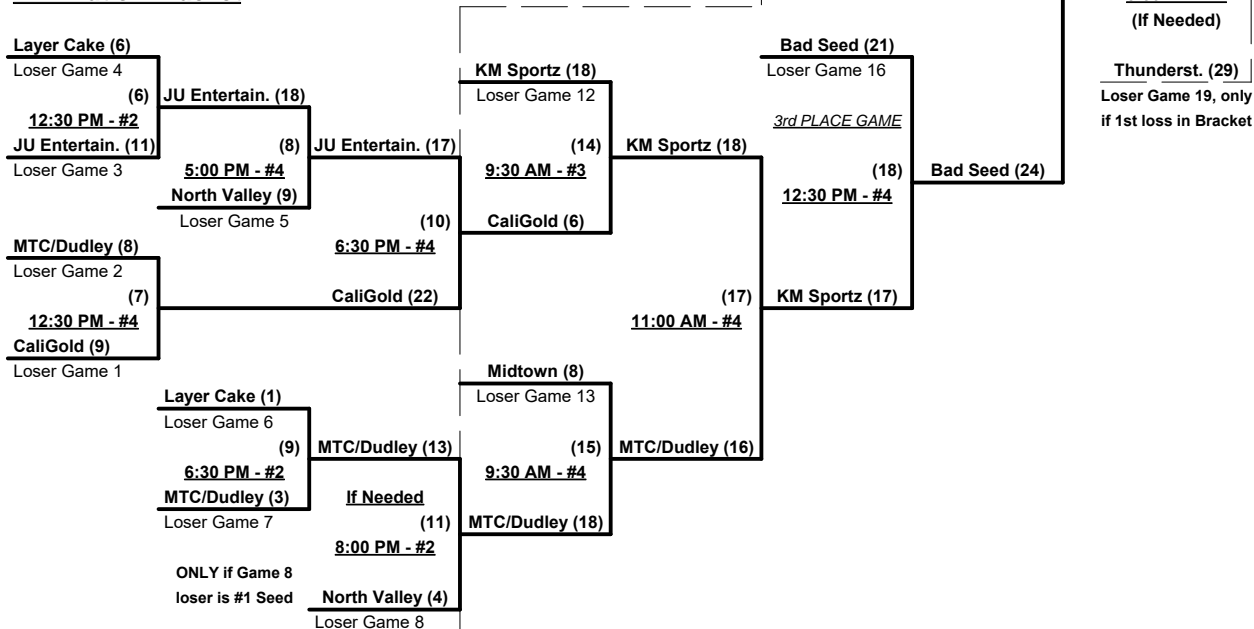 (If Needed)
Layer Cake (6)
Loser Game 4
(6)
12:30 PM - #2
JU Entertain. (11)
Loser Game 3
JU Entertain. (18)
(8)
5:00 PM - #4
North Valley (9)
Loser Game 5
JU Entertain. (17)
(10)
6:30 PM - #4
MTC/Dudley (8)
Loser Game 2
(7)
12:30 PM - #4
CaliGold (9)
Loser Game 1
CaliGold (22)
KM Sportz (18)
Loser Game 12
(14)
9:30 AM - #3
CaliGold (6)
KM Sportz (18)
(17)
11:00 AM - #4
Bad Seed (21)
Loser Game 16
3rd PLACE GAME
(18)
12:30 PM - #4
KM Sportz (17)
Bad Seed (24)
Thunderst. (29)
Loser Game 19, only
if 1st loss in Bracket
Layer Cake (1)
Loser Game 6
(9)
6:30 PM - #2
MTC/Dudley (3)
Loser Game 7
MTC/Dudley (13)
If Needed
(11)
8:00 PM - #2
ONLY if Game 8
loser is #1 Seed
North Valley (4)
Loser Game 8
Midtown (8)
Loser Game 13
(15)
9:30 AM - #4
MTC/Dudley (18)
MTC/Dudley (16)